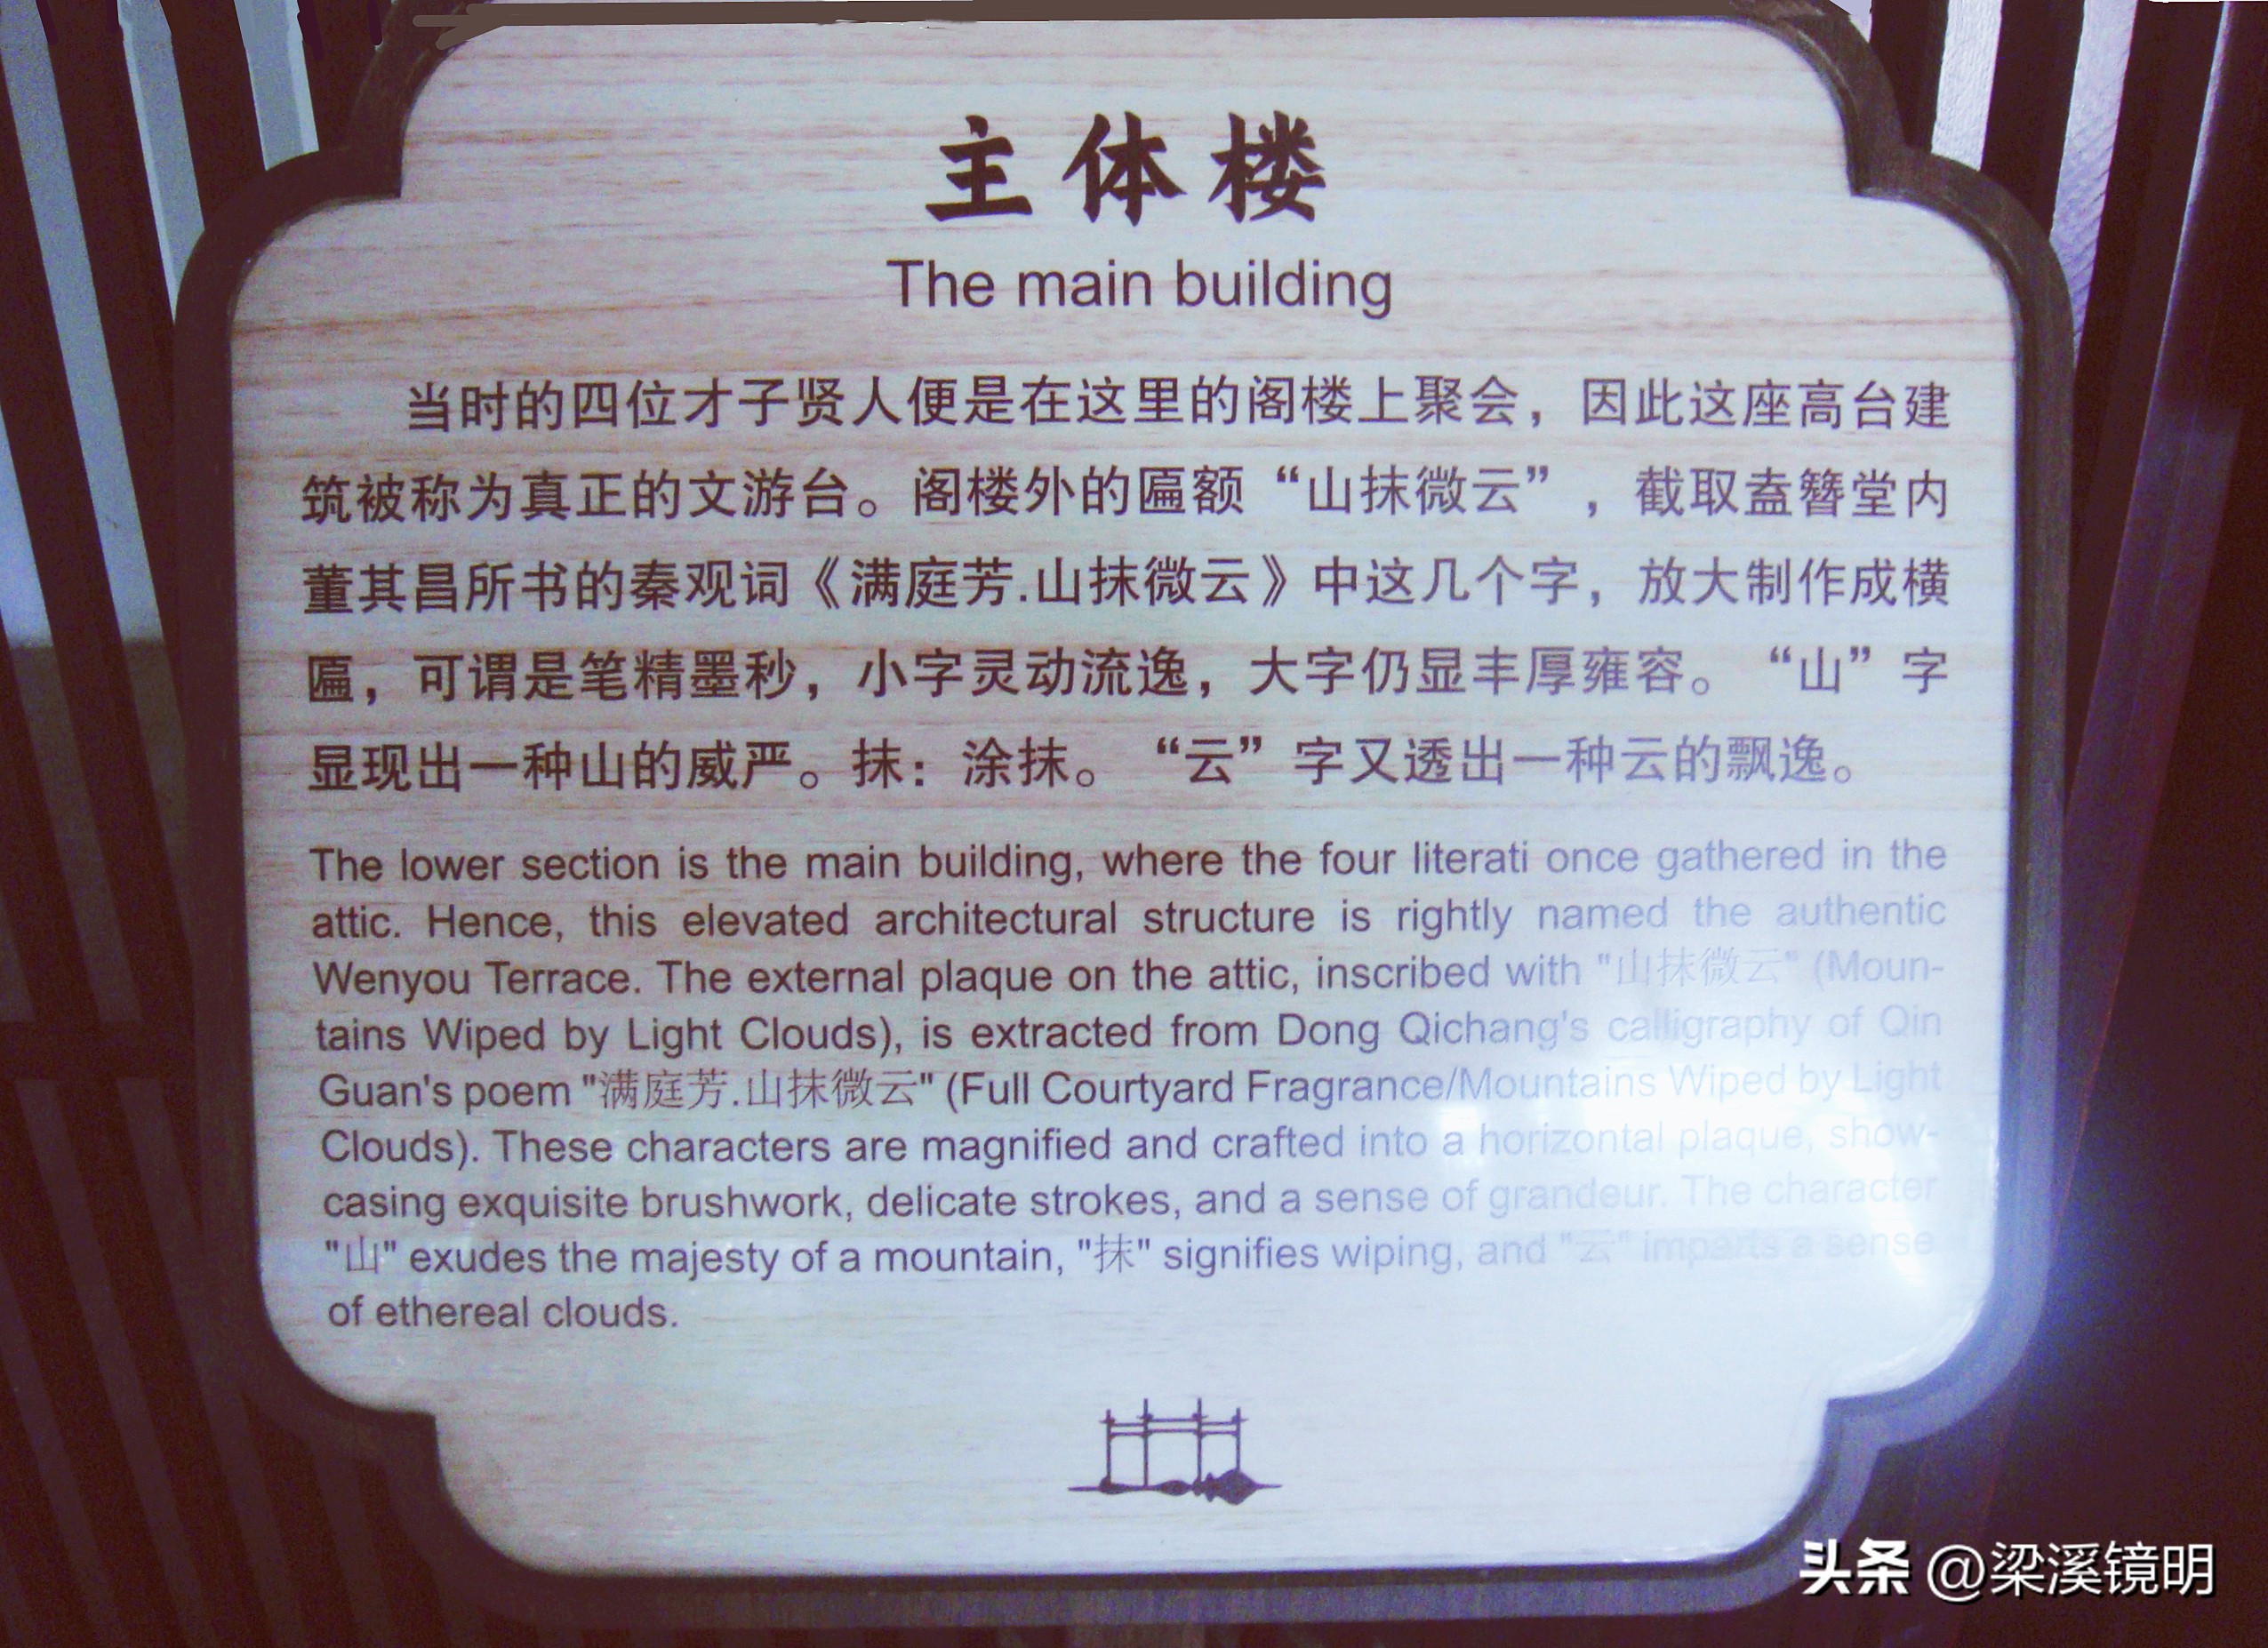 主体楼
The main building
当时的四位才子贤人便是在这里的阁楼上聚会，因此这座高台建
筑被称为真正的文游台。阁楼外的匾额“山抹微云”，截取盍簪堂内
董其昌所书的秦观词《满庭芳.山抹微云》中这几个字，放大制作成横
匾，可谓是笔精墨秒，小字灵动流逸，大字仍显丰厚雍容。“山”字
显现出一种山的威严。抹：涂抹。“云”字又透出一种云的飘逸。
The lower section is the main building, where the four literati once gathered in the
attic. Hence, this elevated architectural structure is rightly named the authentic
Wenyou Terrace. The external plaque on the attic, inscribed with "山抹微云" (Moun-
tains Wiped by Light Clouds), is extracted from Dong Qichang's calligraphy of Qin
Guan's poem "满庭芳.山抹微云" (Full Courtyard Fragrance/Mountains Wiped by Light
Clouds). These characters are magnified and crafted into a horizontal plaque, show-
casing exquisite brushwork, delicate strokes, and a sense of grandeur. The character
"山" exudes the majesty of a mountain, "抹" signifies wiping, and "云" imparts a sense
of ethereal clouds.
头条 @梁溪镜明